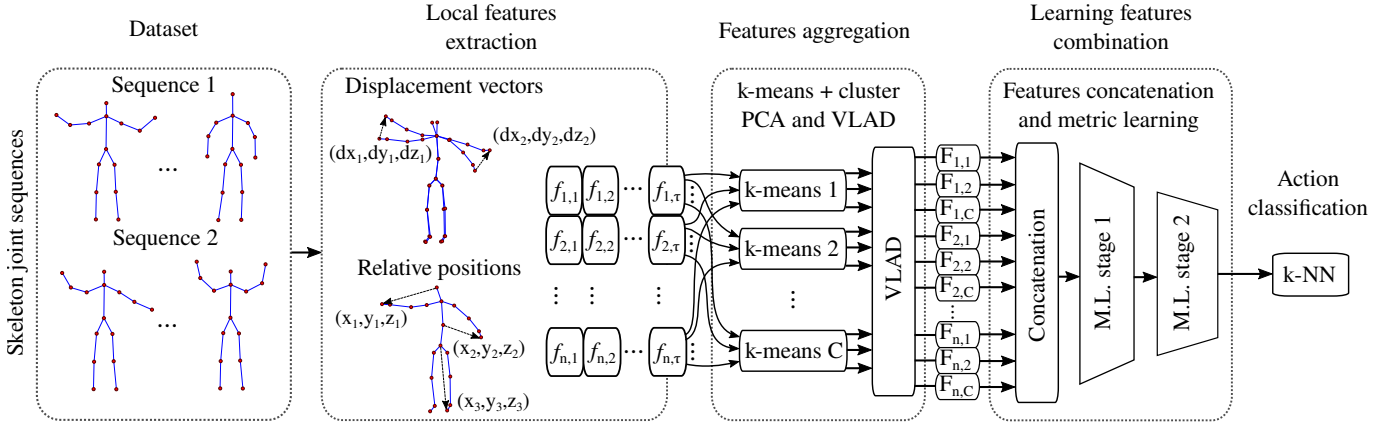 Dataset
Local features
extraction
Features aggregation
Learning features
combination
Skeleton joint sequences
Sequence 1
...
Sequence 2
...
Displacement vectors
(dx₂,dy₂,dz₂)
(dx₁,dy₁,dz₁)
Relative positions
(x₁,y₁,z₁)
(x₂,y₂,z₂)
(x₃,y₃,z₃)
f₁,₁ f₁,₂ ... f₁,τ
f₂,₁ f₂,₂ ... f₂,τ
fₙ,₁ fₙ,₂ ... fₙ,τ
k-means + cluster
PCA and VLAD
k-means 1
k-means 2
k-means C
VLAD
F₁,₁
F₁,₂
F₁,C
F₂,₁
F₂,₂
F₂,C
Fₙ,₁
Fₙ,₂
Fₙ,C
Features concatenation
and metric learning
Concatenation
M.L. stage 1
M.L. stage 2
Action
classification
k-NN